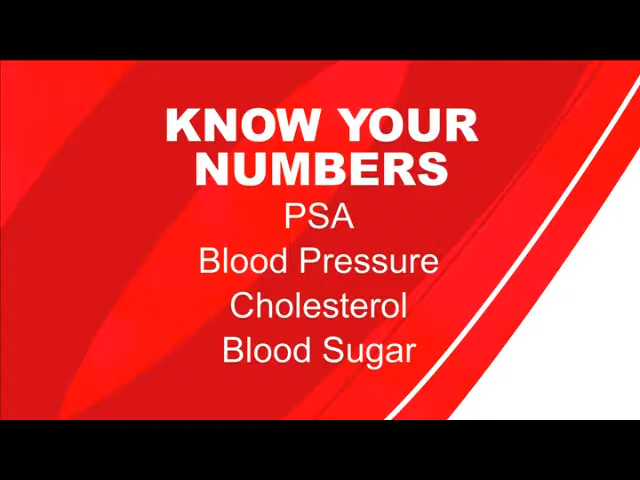 KNOW YOUR
NUMBERS
PSA
Blood Pressure
Cholesterol
Blood Sugar